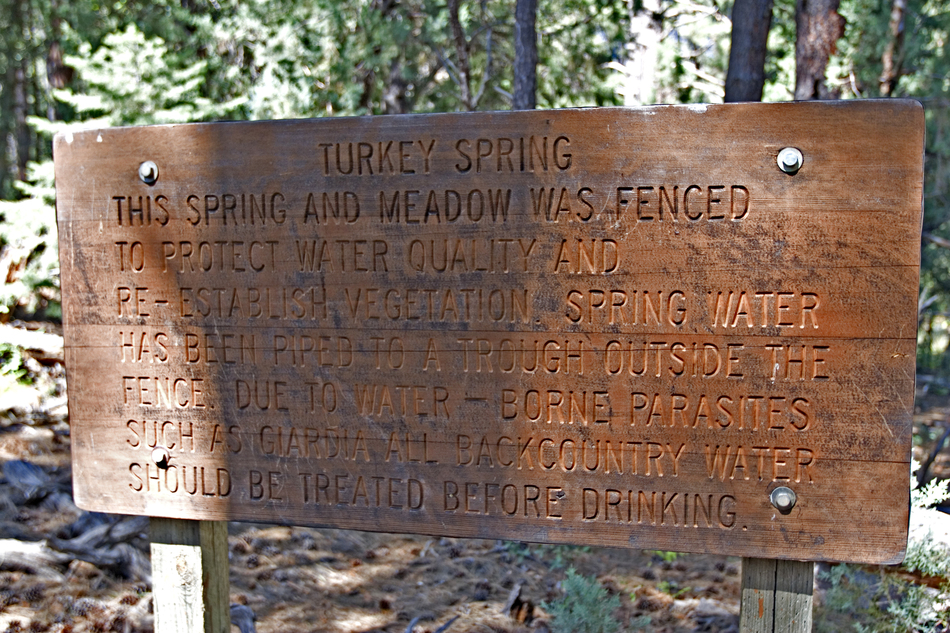 TURKEY SPRING
THIS SPRING AND MEADOW WAS FENCED
TO PROTECT WATER QUALITY AND
RE-ESTABLISH VEGETATION. SPRING WATER
HAS BEEN PIPED TO A TROUGH OUTSIDE THE
FENCE. DUE TO WATER - BORNE PARASITES
SUCH AS GIARDIA ALL BACKCOUNTRY WATER
SHOULD BE TREATED BEFORE DRINKING.